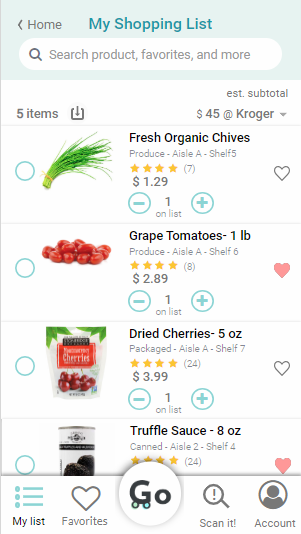 Home My Shopping List
Search product, favorites, and more
est. subtotal
5 items $ 45 @ Kroger
Fresh Organic Chives
Produce - Aisle A - Shelf5
(7)
$ 1.29
1
on list
Grape Tomatoes- 1 lb
Produce - Aisle A - Shelf 6
(8)
$ 2.89
1
on list
Dried Cherries- 5 oz
Packaged - Aisle A - Shelf 7
(24)
$ 3.99
1
on list
Cherries
Truffle Sauce - 8 oz
Canned - Aisle 2 - Shelf 4
(24)
Go
My list Favorites Scan it! Account